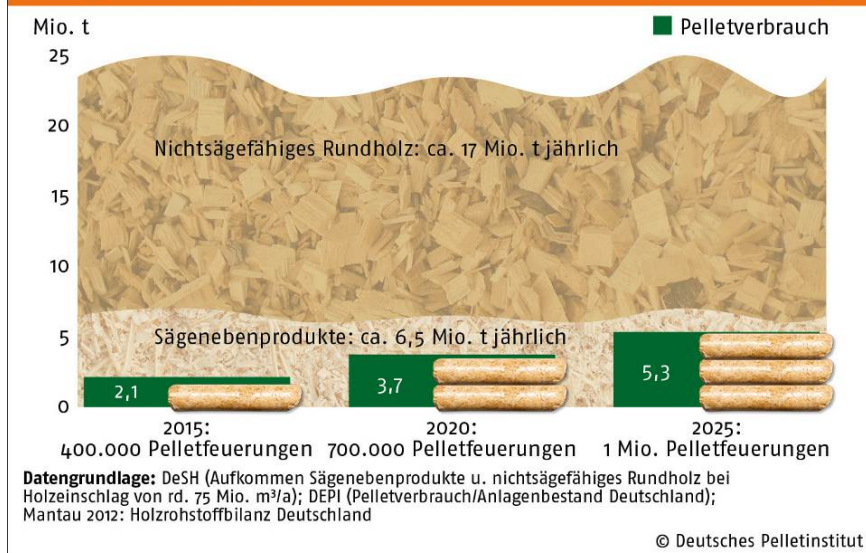 Mio. t
Pelletverbrauch
25
20
Nichtsägefähiges Rundholz: ca. 17 Mio. t jährlich
15
10
5
Sägenebenprodukte: ca. 6,5 Mio. t jährlich
2,1
3,7
5,3
0
2015:
400.000 Pelletfeuerungen
2020:
700.000 Pelletfeuerungen
2025:
1 Mio. Pelletfeuerungen
Datengrundlage: DeSH (Aufkommen Sägenebenprodukte u. nichtsägefähiges Rundholz bei
Holzeinschlag von rd. 75 Mio. m³/a); DEPI (Pelletverbrauch/Anlagenbestand Deutschland);
Mantau 2012: Holzrohstoffbilanz Deutschland
© Deutsches Pelletinstitut